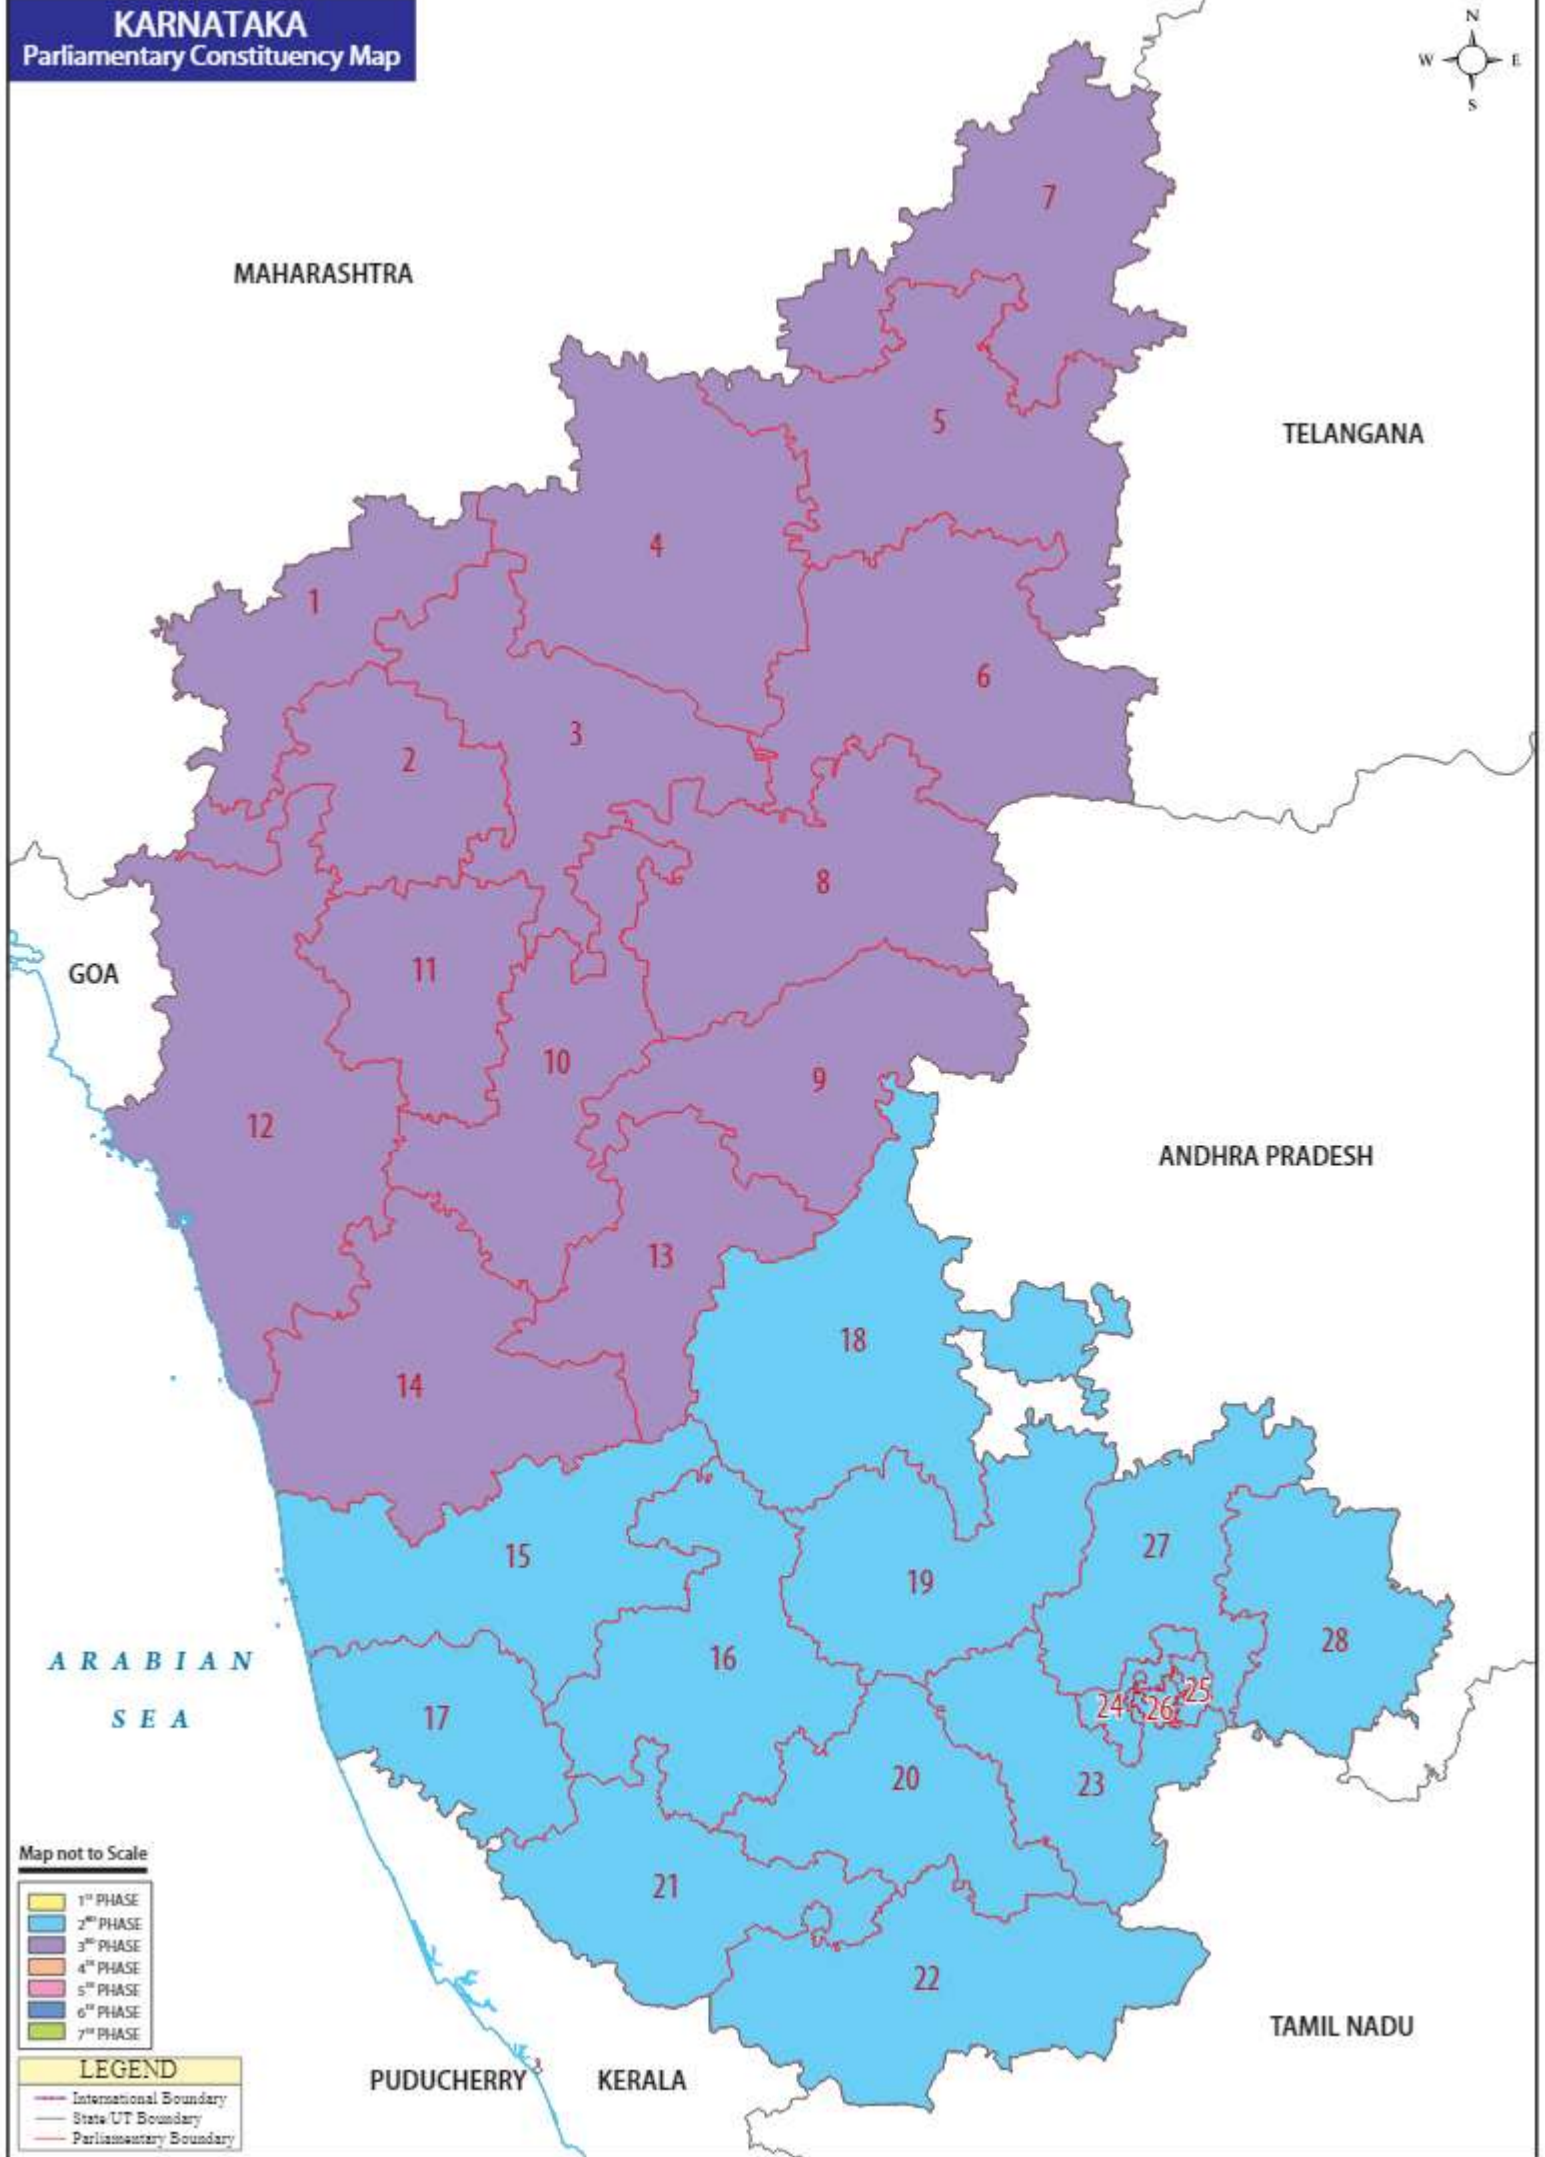 KARNATAKA
Parliamentary Constituency Map
N
W E
S
7
MAHARASHTRA
5
TELANGANA
4
1
6
3
2
8
GOA
11
10
9
12
ANDHRA PRADESH
13
18
14
15
27
19
28
ARABIAN
SEA
16
17
24 26 25
20
23
21
22
Map not to Scale
1ST PHASE
2ND PHASE
3RD PHASE
4TH PHASE
5TH PHASE
6TH PHASE
7TH PHASE
LEGEND
International Boundary
State/UT Boundary
Parliamentary Boundary
PUDUCHERRY
KERALA
TAMIL NADU